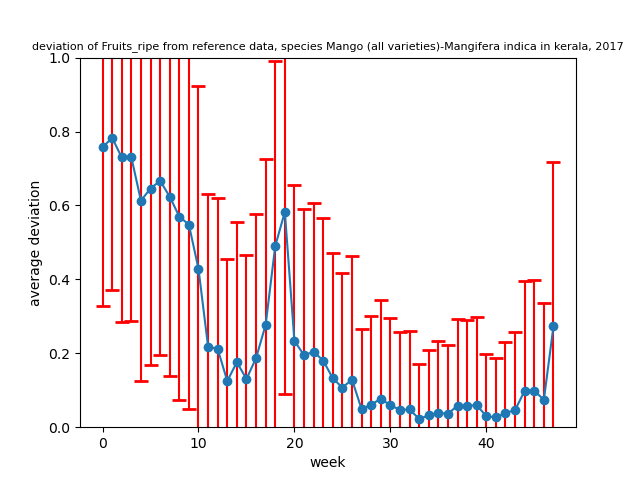 deviation of Fruits_ripe from reference data, species Mango (all varieties)-Mangifera indica in kerala, 2017
1.0
0.8
0.6
0.4
0.2
0.0
average deviation
0 10 20 30 40
week